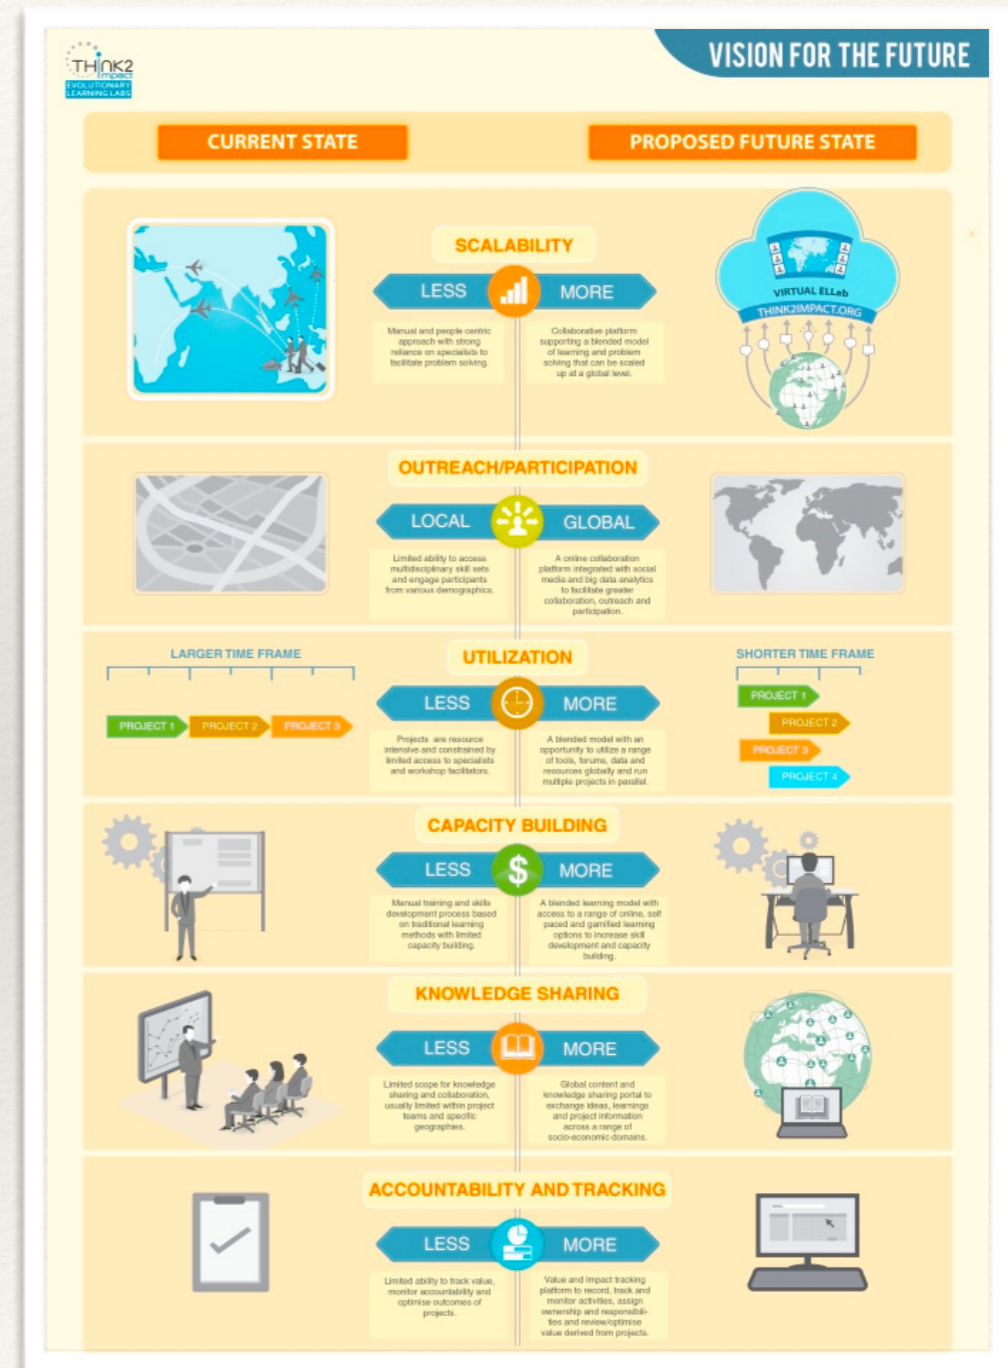 THINK2
impact
EVOLUTIONARY
LEARNING LABS
VISION FOR THE FUTURE
CURRENT STATE
PROPOSED FUTURE STATE
SCALABILITY
LESS
MORE
Manual and people centric
approach with strong
reliance on specialists to
facilitate problem solving.
Collaborative platform
supporting a blended model
of learning and problem
solving that can be scaled
up at a global level.
VIRTUAL ELLab
THINK2IMPACT.ORG
OUTREACH/PARTICIPATION
LOCAL
GLOBAL
Limited ability to access
multidisciplinary skill sets
and engage participants
from various demographics.
A online collaboration
platform integrated with social
media and big data analytics
to facilitate greater
collaboration, outreach and
participation.
LARGER TIME FRAME
PROJECT 1
PROJECT 2
PROJECT 3
UTILIZATION
LESS
MORE
Projects are resource
intensive and constrained by
limited access to specialists
and workshop facilitators.
A blended model with an
opportunity to utilize a range
of tools, forums, data and
resources globally and run
multiple projects in parallel.
SHORTER TIME FRAME
PROJECT 1
PROJECT 2
PROJECT 3
PROJECT 4
CAPACITY BUILDING
LESS
MORE
Manual training and skills
development process based
on traditional learning
methods with limited
capacity building.
A blended learning model with
access to a range of online, self
paced and gamified learning
options to increase skill
development and capacity
building.
KNOWLEDGE SHARING
LESS
MORE
Limited scope for knowledge
sharing and collaboration,
usually limited within project
teams and specific
geographies.
Global content and
knowledge sharing portal to
exchange ideas, learnings
and project information
across a range of
socio-economic domains.
ACCOUNTABILITY AND TRACKING
LESS
MORE
Limited ability to track value,
monitor accountability and
optimise outcomes of
projects.
Value and Impact tracking
platform to record, track and
monitor activities, assign
ownership and responsibili-
ties and review/optimise
value derived from projects.